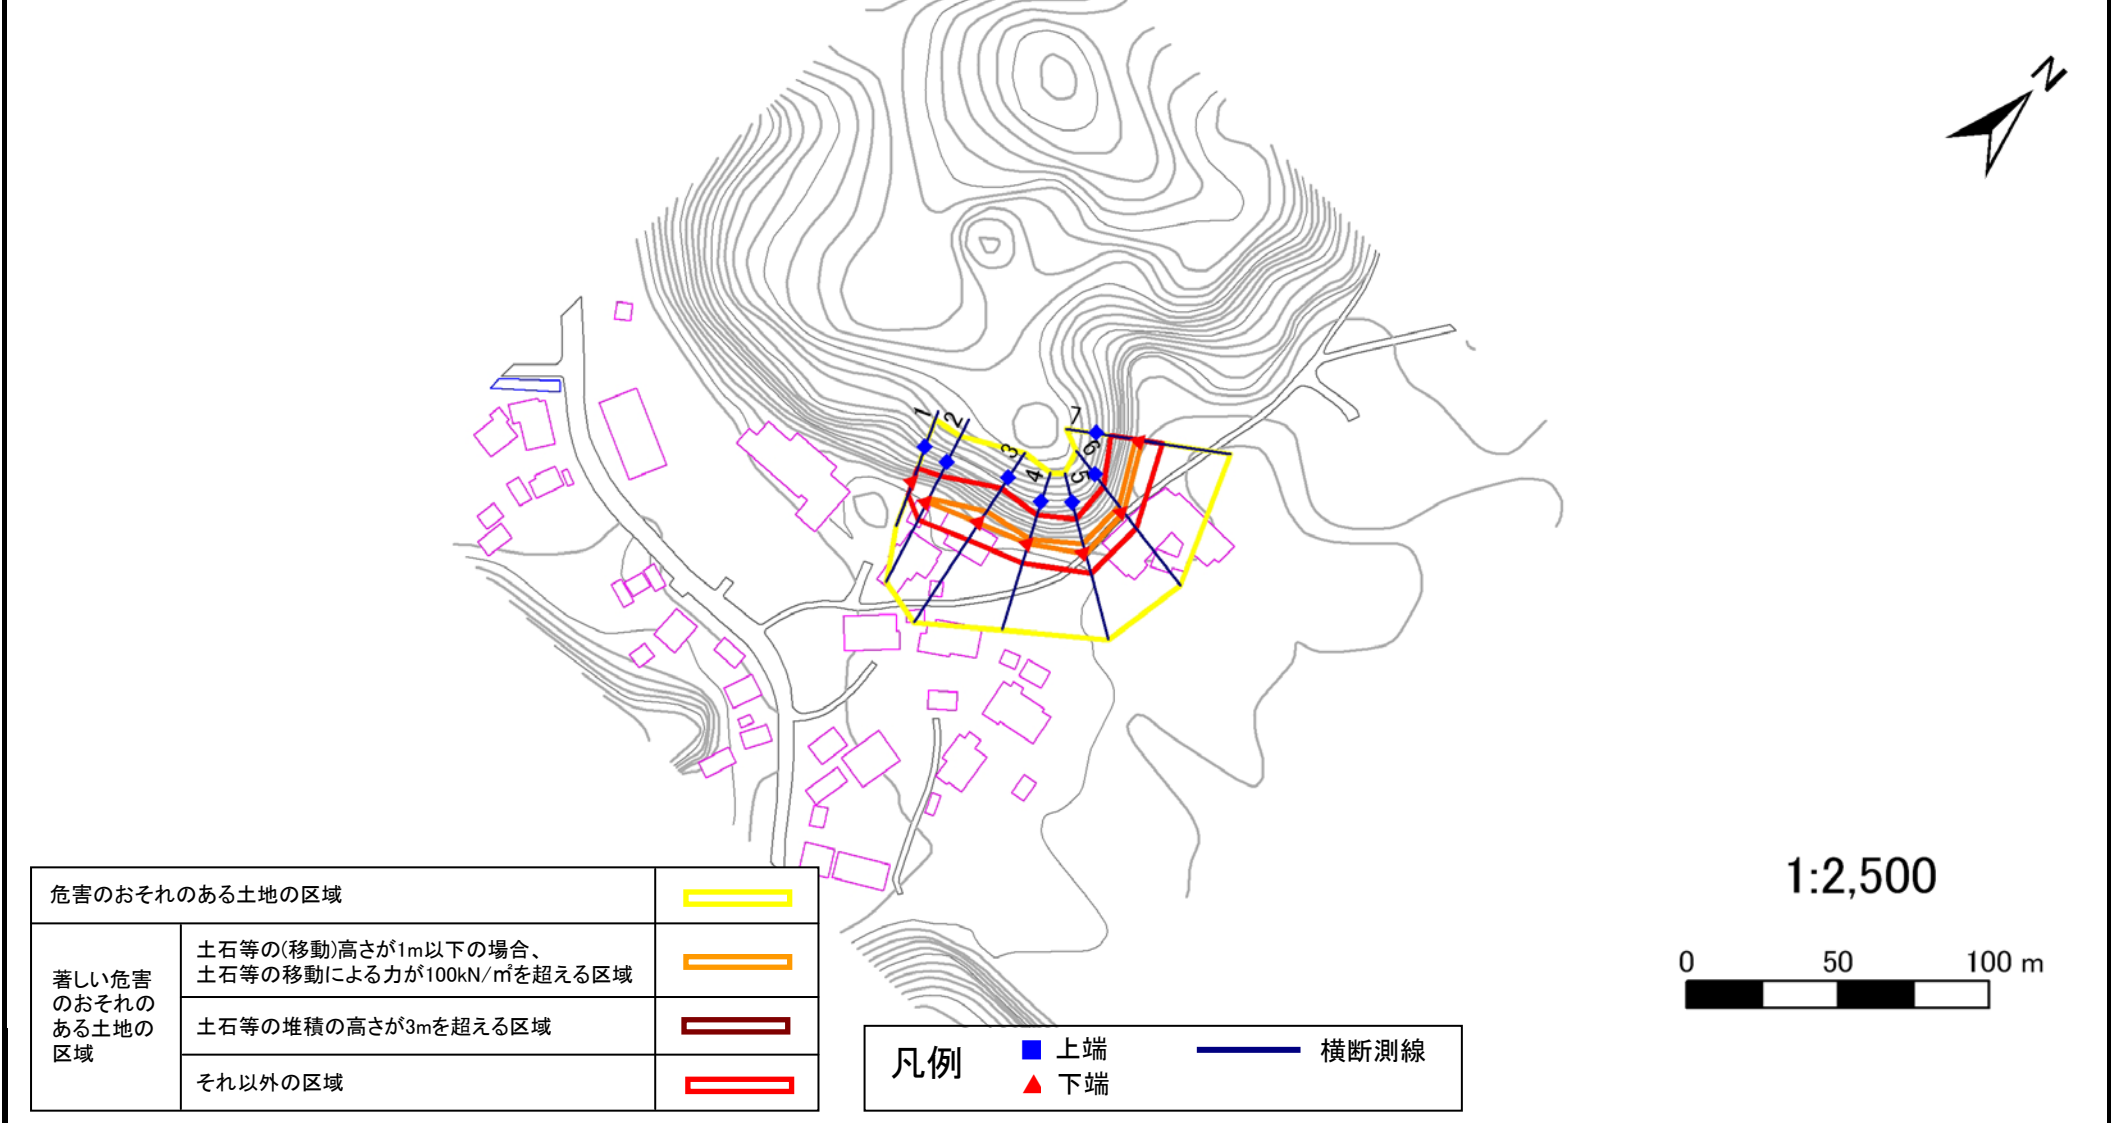 N
1
2
3
4
5
6
7
1:2,500
0 50 100 m
危害のおそれのある土地の区域
著しい危害
のおそれの
ある土地の
区域
土石等の(移動)高さが1m以下の場合、
土石等の移動による力が100kN/㎡を超える区域
土石等の堆積の高さが3mを超える区域
それ以外の区域
凡例
上端
下端
横断測線